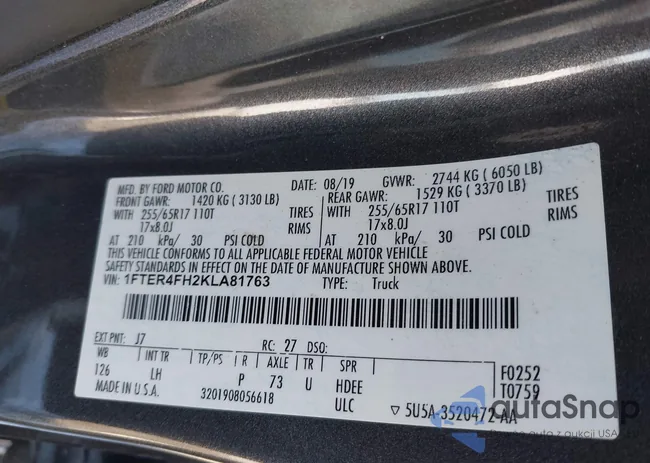 MFD. BY FORD MOTOR CO. DATE: 08/19 GVWR: 2744 KG ( 6050 LB)
FRONT GAWR: 1420 KG ( 3130 LB) REAR GAWR: 1529 KG ( 3370 LB)
WITH 255/65R17 110T TIRES WITH 255/65R17 110T TIRES
17x8.0J RIMS 17x8.0J RIMS
AT 210 kPa/ 30 PSI COLD AT 210 kPa/ 30 PSI COLD
THIS VEHICLE CONFORMS TO ALL APPLICABLE FEDERAL MOTOR VEHICLE
SAFETY STANDARDS IN EFFECT ON THE DATE OF MANUFACTURE SHOWN ABOVE.
VIN: 1FTER4FH2KLA81763 TYPE: Truck
EXT PNT: J7 RC: 27 DSO:
WB INT TR TP/PS R AXLE TR SPR F0252
126 LH P 73 U HDEE T0759
MADE IN U.S.A. 3201908056618 ULC ▽ 5U5A-3520472-AA
autaSnap